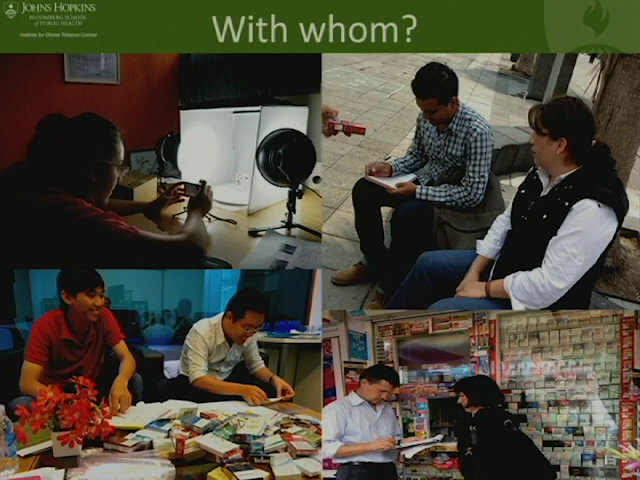 JOHNS HOPKINS
BLOOMBERG SCHOOL
of PUBLIC HEALTH
Institute for Global Tobacco Control
With whom?